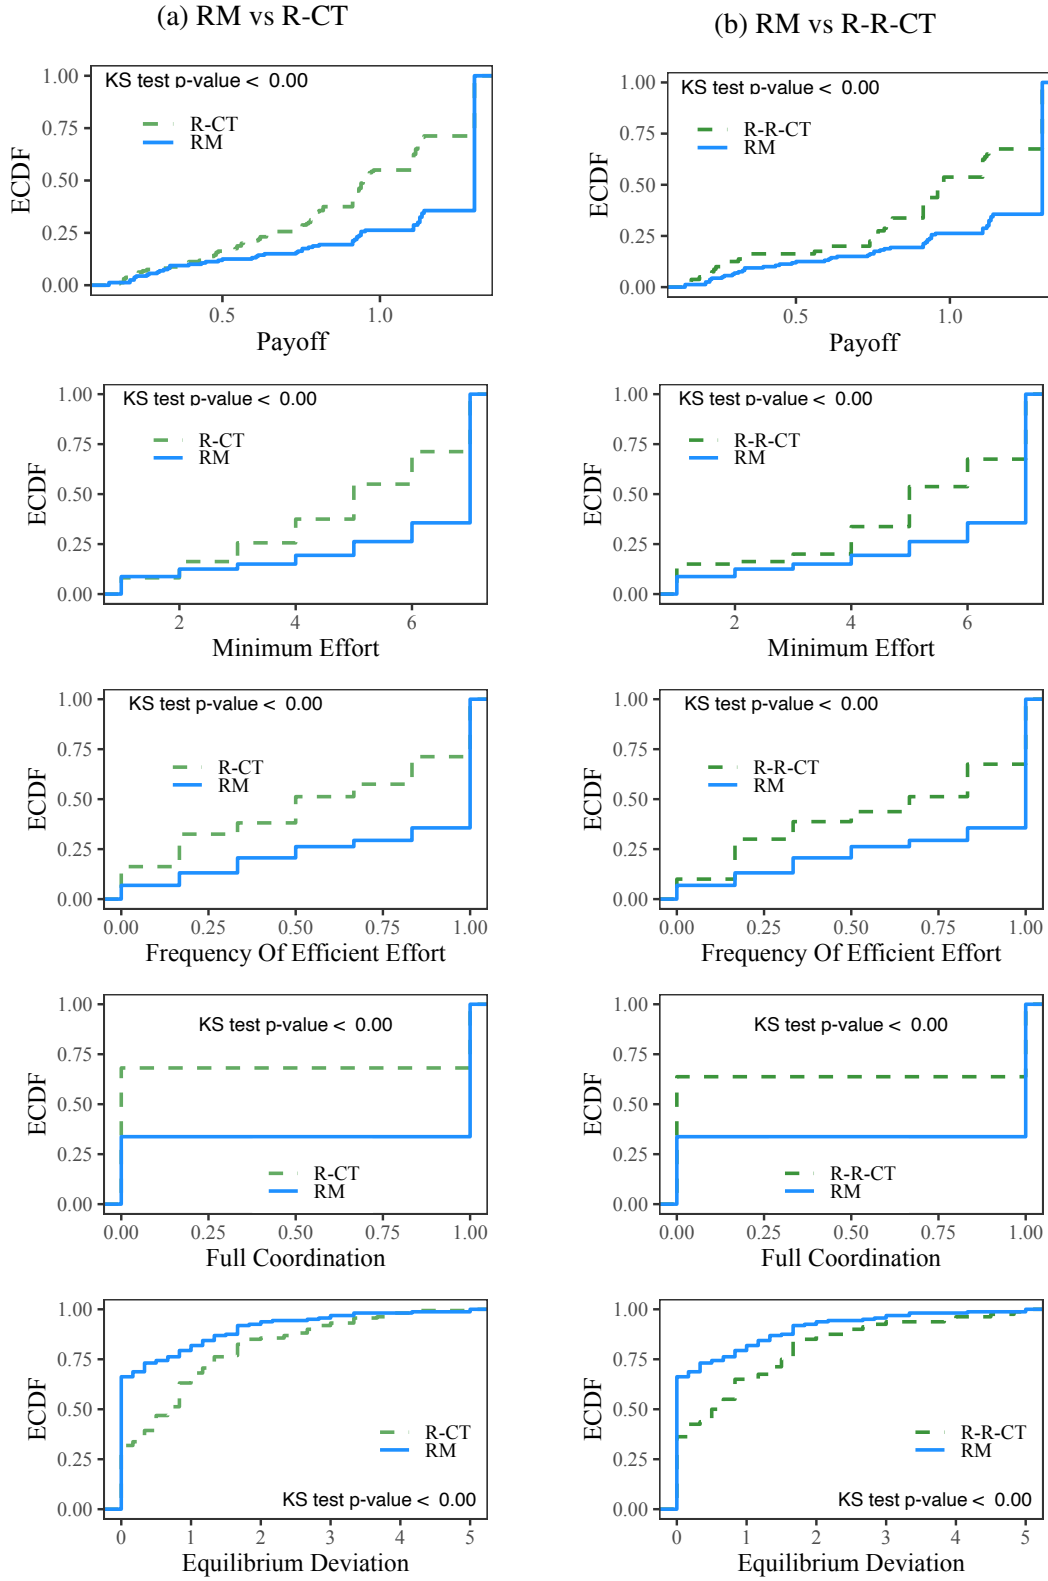 (a) RM vs R-CT
1.00
0.75
0.50
0.25
0.00
ECDF
KS test p-value < 0.00
R-CT
RM
0.5
1.0
Payoff
1.00
0.75
0.50
0.25
0.00
ECDF
KS test p-value < 0.00
R-CT
RM
2
4
6
Minimum Effort
1.00
0.75
0.50
0.25
0.00
ECDF
KS test p-value < 0.00
R-CT
RM
0.00
0.25
0.50
0.75
1.00
Frequency Of Efficient Effort
1.00
0.75
0.50
0.25
0.00
ECDF
KS test p-value < 0.00
R-CT
RM
0.00
0.25
0.50
0.75
1.00
Full Coordination
1.00
0.75
0.50
0.25
0.00
ECDF
R-CT
RM
KS test p-value < 0.00
0
1
2
3
4
5
Equilibrium Deviation
(b) RM vs R-R-CT
1.00
0.75
0.50
0.25
0.00
ECDF
KS test p-value < 0.00
R-R-CT
RM
0.5
1.0
Payoff
1.00
0.75
0.50
0.25
0.00
ECDF
KS test p-value < 0.00
R-R-CT
RM
2
4
6
Minimum Effort
1.00
0.75
0.50
0.25
0.00
ECDF
KS test p-value < 0.00
R-R-CT
RM
0.00
0.25
0.50
0.75
1.00
Frequency Of Efficient Effort
1.00
0.75
0.50
0.25
0.00
ECDF
KS test p-value < 0.00
R-R-CT
RM
0.00
0.25
0.50
0.75
1.00
Full Coordination
1.00
0.75
0.50
0.25
0.00
ECDF
R-R-CT
RM
KS test p-value < 0.00
0
1
2
3
4
5
Equilibrium Deviation